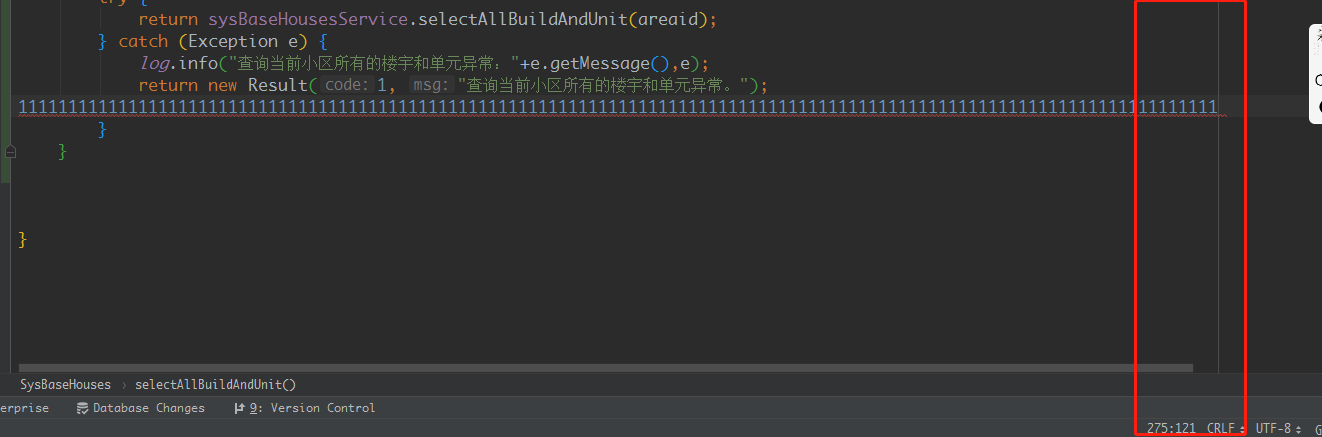 try {
return sysBaseHousesService.selectAllBuildAndUnit(areaid);
} catch (Exception e) {
log.info("查询当前小区所有的楼宇和单元异常："+e.getMessage(),e);
return new Result( code: 1, msg: "查询当前小区所有的楼宇和单元异常。");
111111111111111111111111111111111111111111111111111111111111111111111111111111111111111111111111111111111111111111111111
}
}
}
SysBaseHouses › selectAllBuildAndUnit()
erprise Database Changes 9: Version Control
275:121 CRLF UTF-8